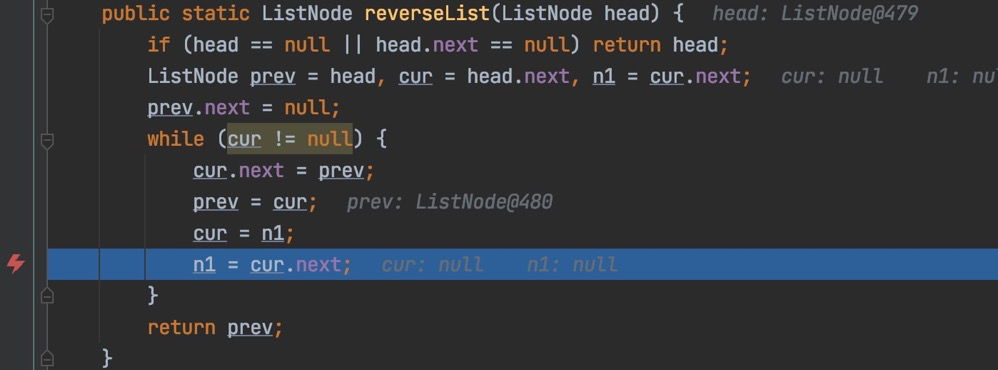 public static ListNode reverseList(ListNode head) {   head: ListNode@479
if (head == null || head.next == null) return head;
ListNode prev = head, cur = head.next, n1 = cur.next;   cur: null   n1:
prev.next = null;
while (cur != null) {
cur.next = prev;
prev = cur;   prev: ListNode@480
cur = n1;
n1 = cur.next;   cur: null   n1: null
}
return prev;
}